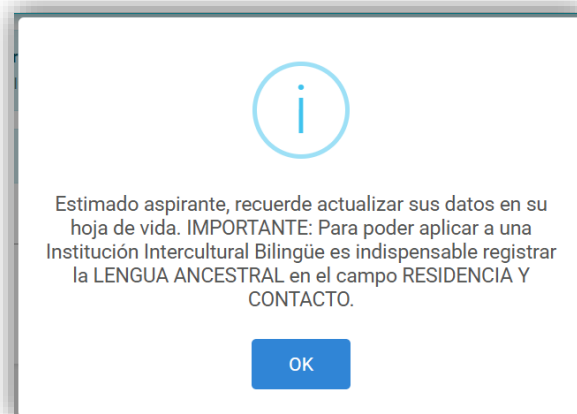 Estimado aspirante, recuerde actualizar sus datos en su
hoja de vida. IMPORTANTE: Para poder aplicar a una
Institución Intercultural Bilingüe es indispensable registrar
la LENGUA ANCESTRAL en el campo RESIDENCIA Y
CONTACTO.
OK